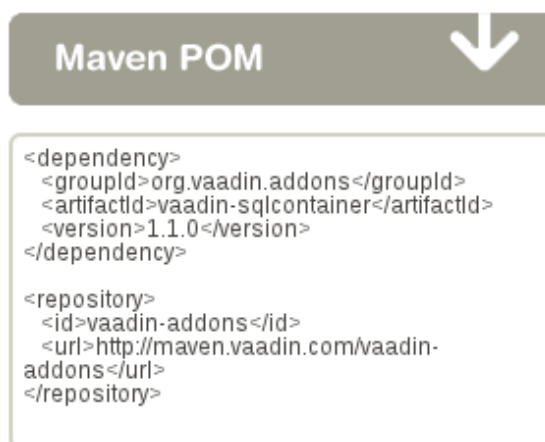 Maven POM
<dependency>
<groupId>org.vaadin.addons</groupId>
<artifactId>vaadin-sqlcontainer</artifactId>
<version>1.1.0</version>
</dependency>
<repository>
<id>vaadin-addons</id>
<url>http://maven.vaadin.com/vaadin-
addons</url>
</repository>